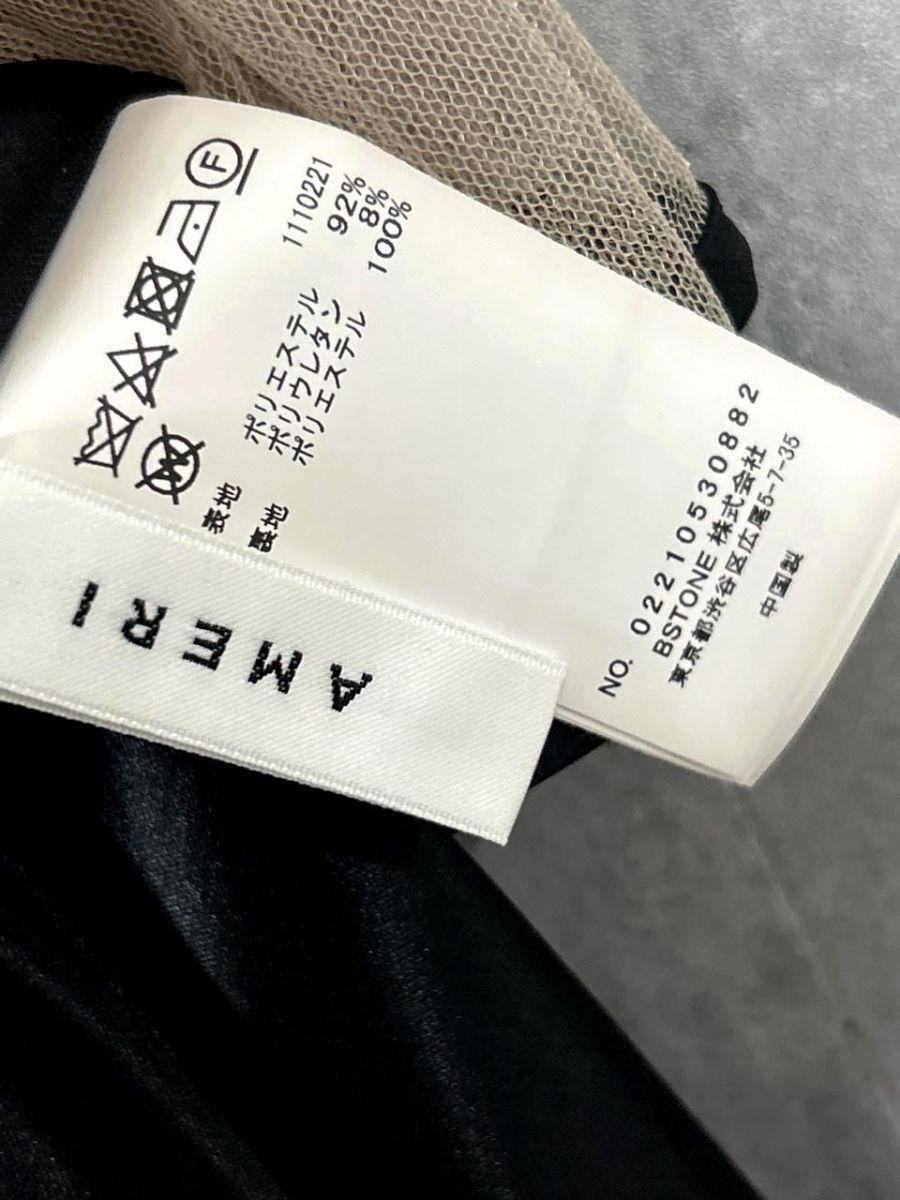 F
W
1110221
表地 ポリエステル 92%
ポリウレタン 8%
裏地 ポリエステル 100%
NO. 02210530882
BSTONE 株式会社
東京都渋谷区広尾5-7-35
中国製
AMERI